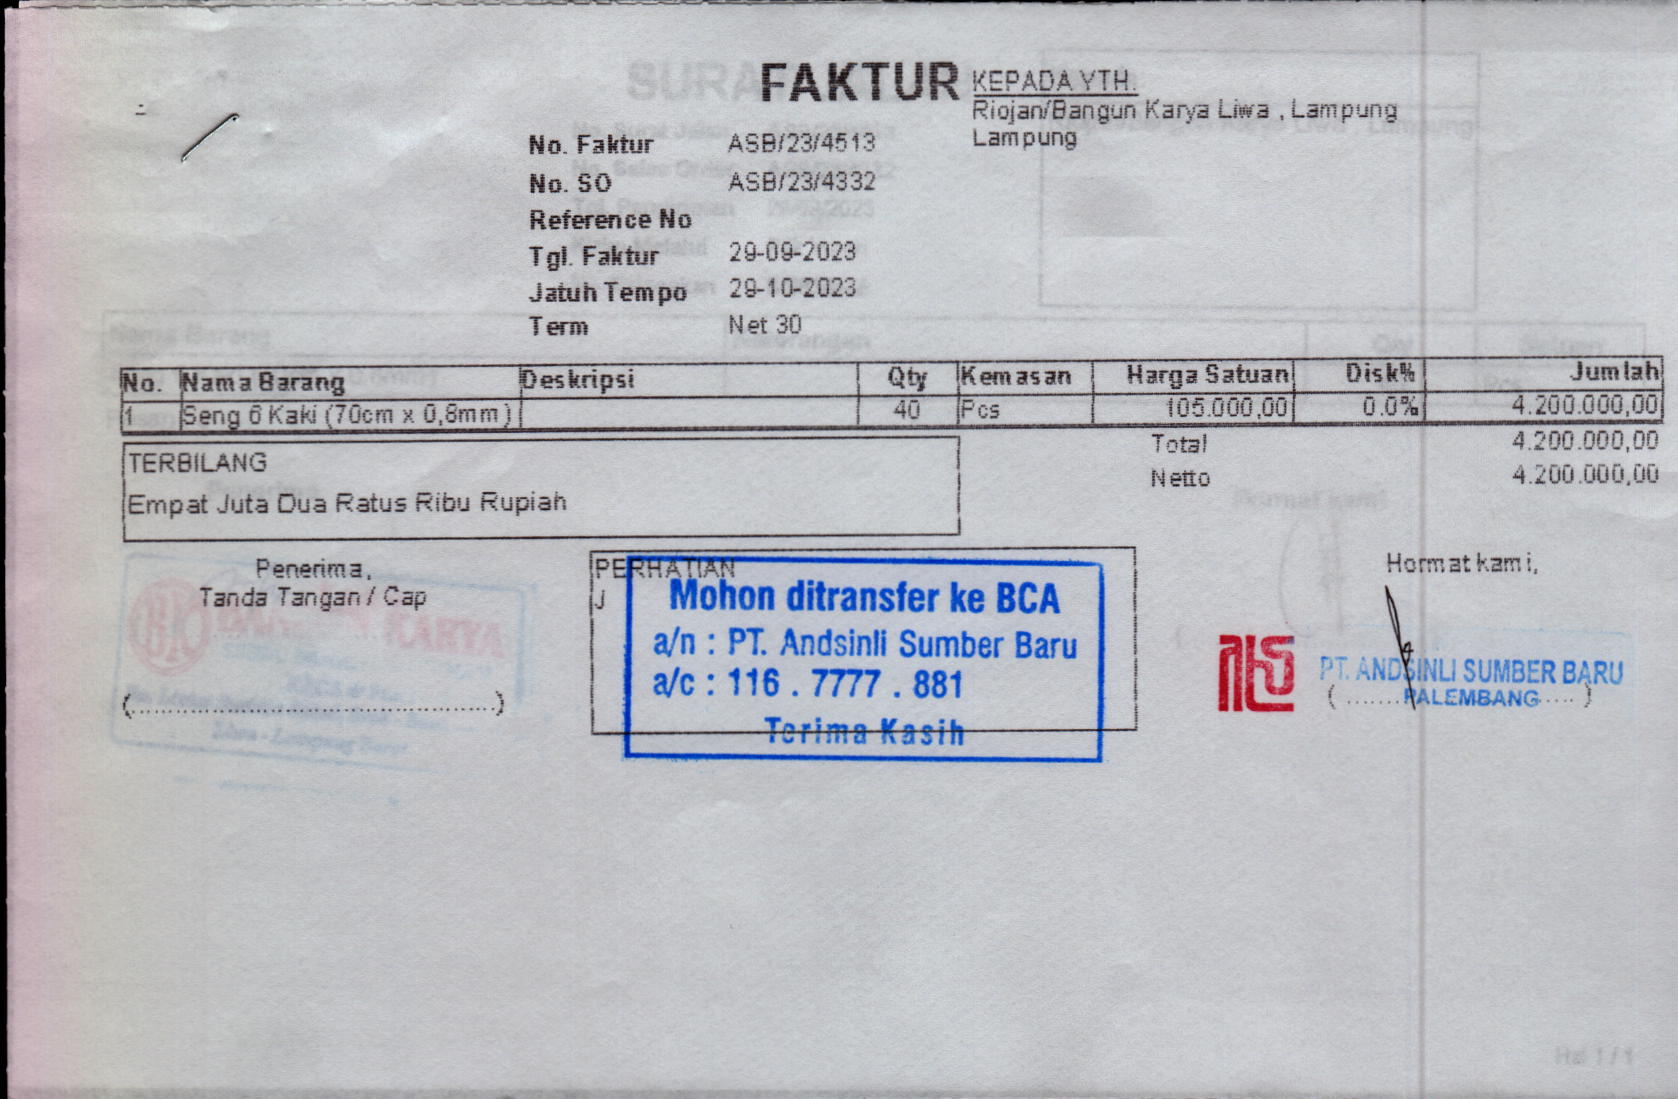 FAKTUR
KEPADA YTH.
Riojan/Bangun Karya Liwa , Lampung
Lampung
No. Faktur ASB/23/4513
No. SO ASB/23/4332
Reference No
Tgl. Faktur 29-09-2023
Jatuh Tempo 29-10-2023
Term Net 30
No. Nama Barang Deskripsi Qty Kemasan Harga Satuan Disk% Jumlah
1 Seng 6 Kaki (70cm x 0,8mm) 40 Pcs 105.000,00 0.0% 4.200.000,00
Total 4.200.000,00
Netto 4.200.000,00
TERBILANG
Empat Juta Dua Ratus Ribu Rupiah
Penerima,
Tanda Tangan / Cap
(..........................................)
PERHATIAN
J
Mohon ditransfer ke BCA
a/n : PT. Andsinli Sumber Baru
a/c : 116 . 7777 . 881
Terima Kasih
Hormat kami,
PT. ANDSINLI SUMBER BARU
PALEMBANG
KARYA
Hal 1 / 1